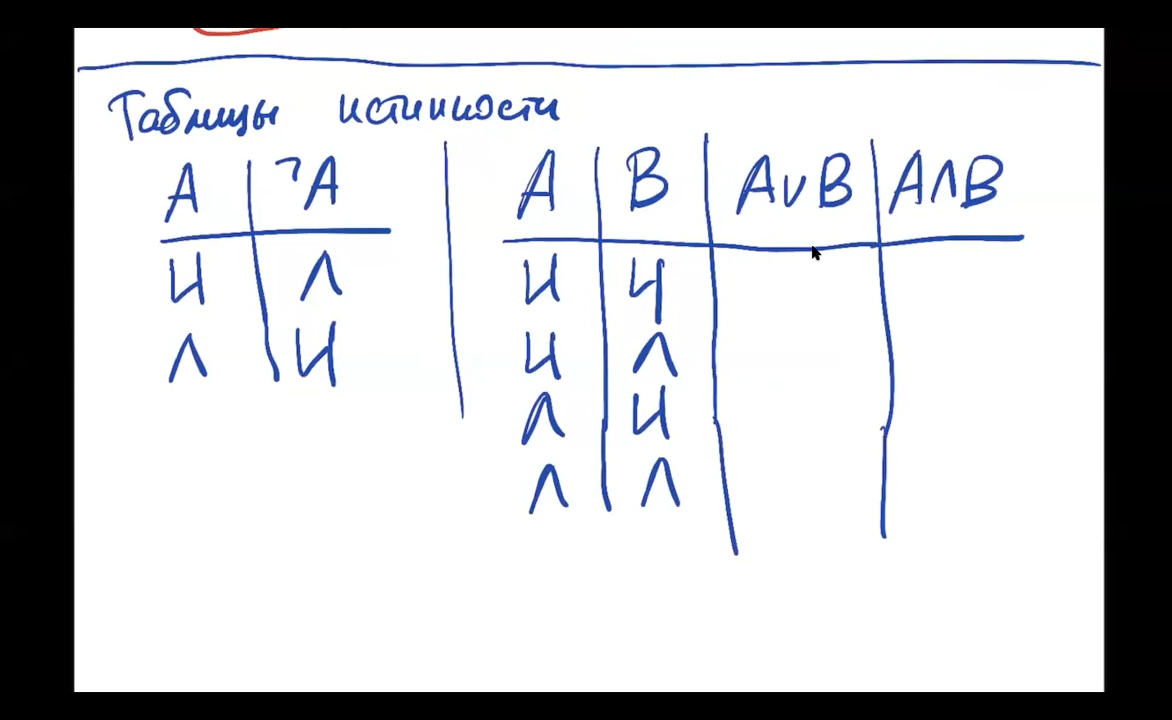 Таблицы истинности
A ¬A A B A∨B A∧B
И Л И И
Л И И Л
Л И
Л Л